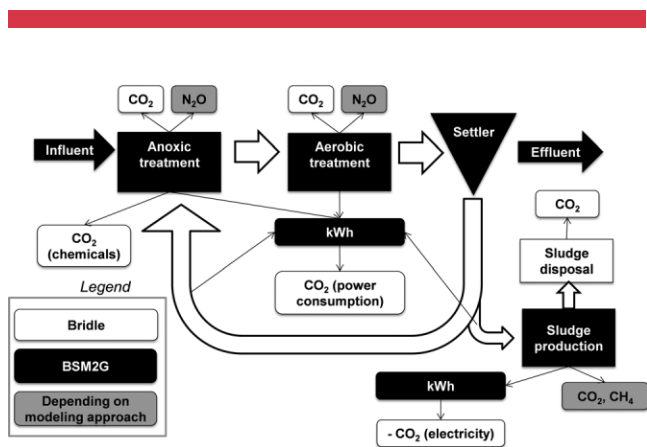 CO2
N2O
CO2
N2O
Influent
Anoxic
treatment
Aerobic
treatment
Settler
Effluent
CO2
(chemicals)
kWh
CO2 (power
consumption)
CO2
Sludge
disposal
Sludge
production
kWh
CO2, CH4
- CO2 (electricity)
Legend
Bridle
BSM2G
Depending on
modeling approach